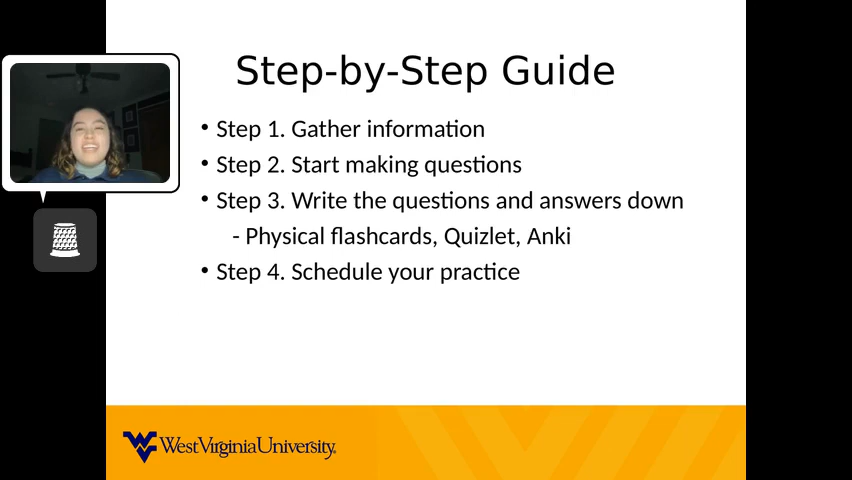 Step-by-Step Guide
• Step 1. Gather information
• Step 2. Start making questions
• Step 3. Write the questions and answers down
- Physical flashcards, Quizlet, Anki
• Step 4. Schedule your practice
WV WestVirginiaUniversity.